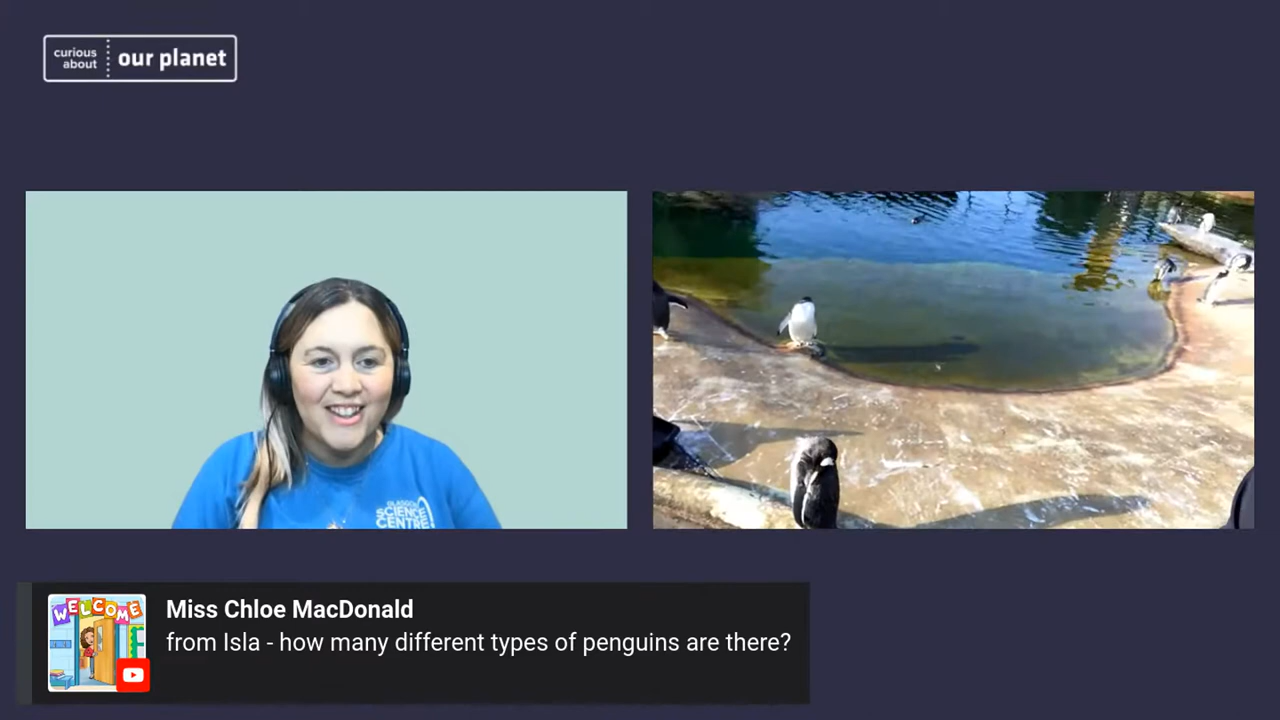 curious
about
our planet
GLASGOW
SCIENCE
CENTRE
WELCOME
Miss Chloe MacDonald
from Isla - how many different types of penguins are there?